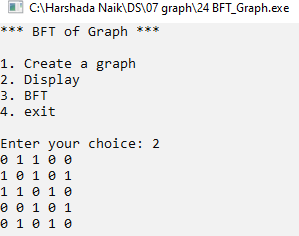 C:\Harshada Naik\DS\07 graph\24 BFT_Graph.exe
*** BFT of Graph ***
1. Create a graph
2. Display
3. BFT
4. exit
Enter your choice: 2
0 1 1 0 0
1 0 1 0 1
1 1 0 1 0
0 0 1 0 1
0 1 0 1 0